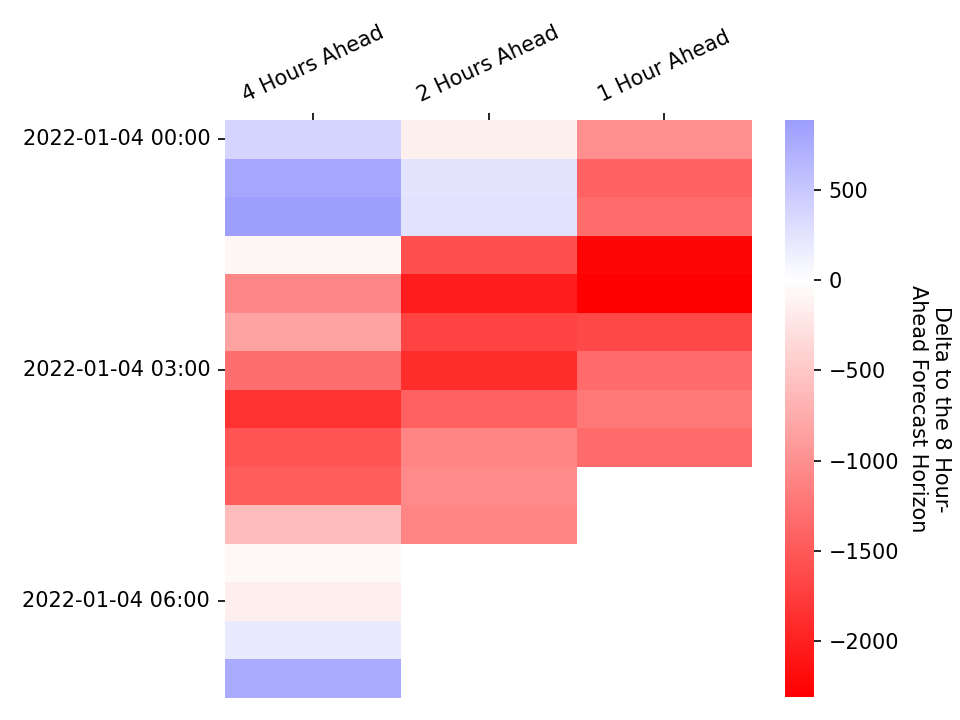 4 Hours Ahead
2 Hours Ahead
1 Hour Ahead
2022-01-04 00:00
2022-01-04 03:00
2022-01-04 06:00
500
0
−500
−1000
−1500
−2000
Delta to the 8 Hour-
Ahead Forecast Horizon